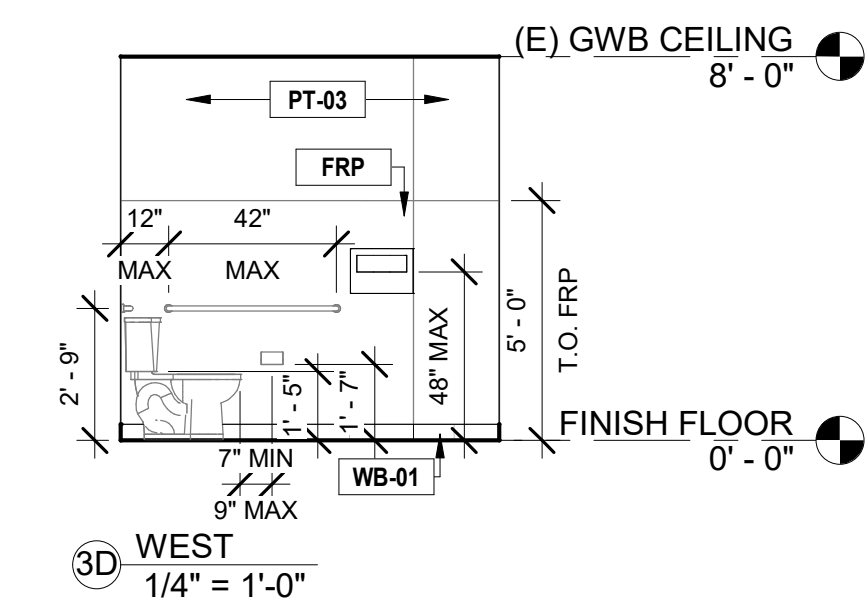 (E) GWB CEILING
8' - 0"
PT-03
FRP
12"
42"
MAX
MAX
2' - 9"
1' - 5"
1' - 7"
48" MAX
5' - 0"
T.O. FRP
FINISH FLOOR
0' - 0"
7" MIN
9" MAX
WB-01
3D
WEST
1/4" = 1'-0"